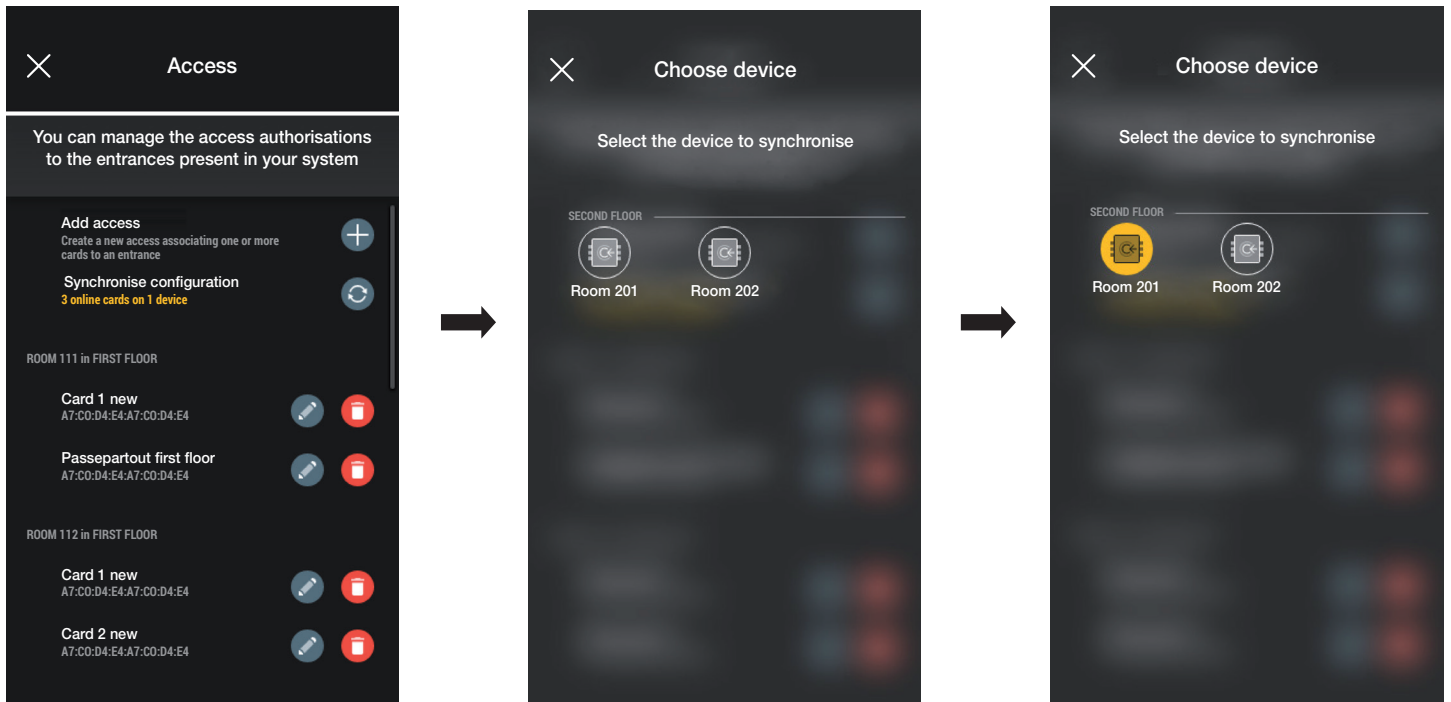 Access
You can manage the access authorisations
to the entrances present in your system
Add access
Create a new access associating one or more
cards to an entrance
Synchronise configuration
3 online cards on 1 device
ROOM 111 in FIRST FLOOR
Card 1 new
A7:C0:D4:E4:A7:C0:D4:E4
Passepartout first floor
A7:C0:D4:E4:A7:C0:D4:E4
ROOM 112 in FIRST FLOOR
Card 1 new
A7:C0:D4:E4:A7:C0:D4:E4
Card 2 new
A7:C0:D4:E4:A7:C0:D4:E4
Choose device
Select the device to synchronise
SECOND FLOOR
Room 201 Room 202
Choose device
Select the device to synchronise
SECOND FLOOR
Room 201 Room 202